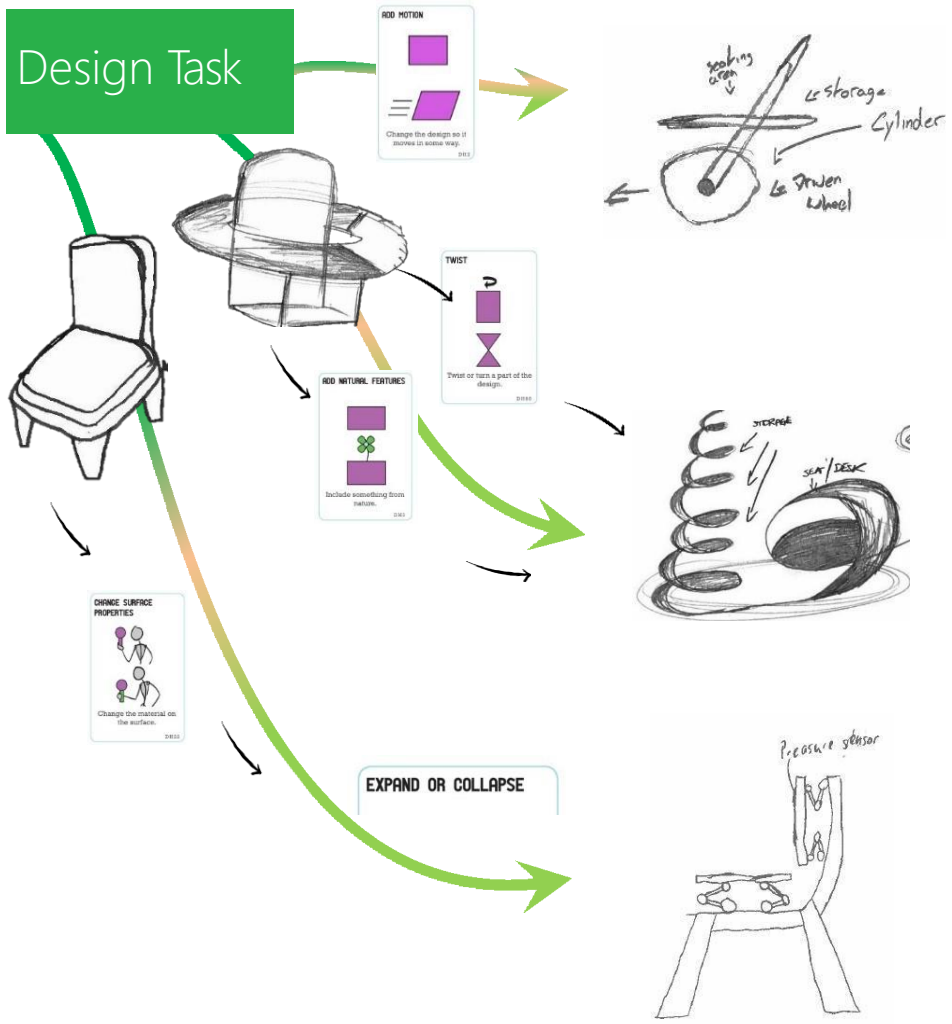 Design Task
ADD MOTION
Change the design so it
moves in some way.
seating
area
storage
Cylinder
Driven
wheel
TWIST
Twist or turn a part of the
design.
ADD NATURAL FEATURES
Include something from
nature.
STORAGE
SEAT/DESK
CHANGE SURFACE
PROPERTIES
Change the material on
the surface.
EXPAND OR COLLAPSE
Preasure sensor